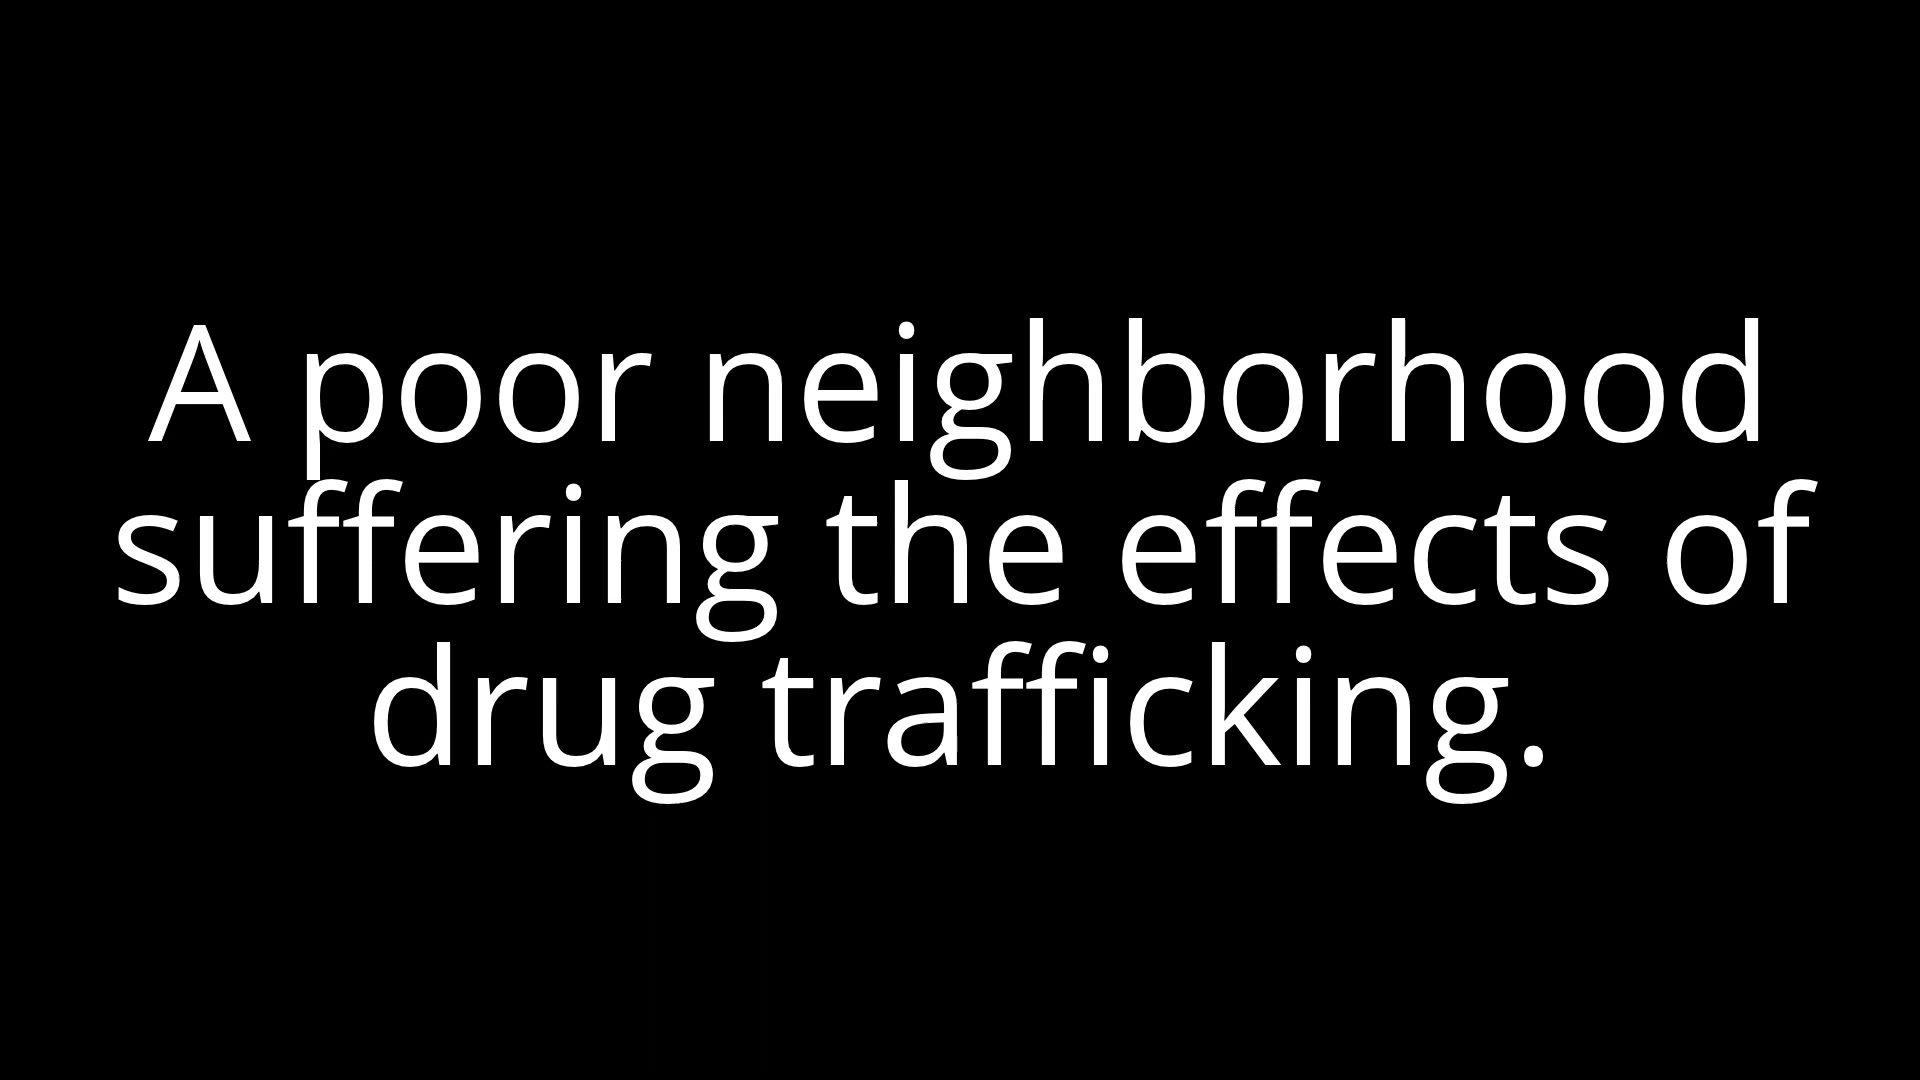 A poor neighborhood
suffering the effects of
drug trafficking.